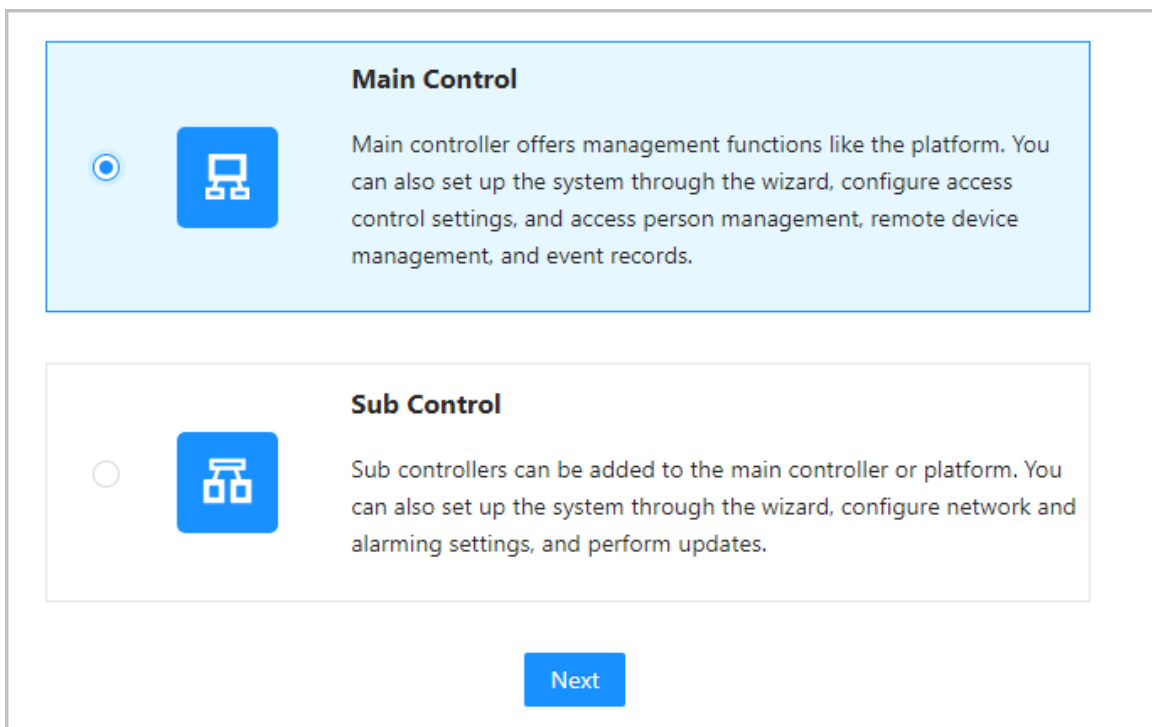 Main Control
Main controller offers management functions like the platform. You
can also set up the system through the wizard, configure access
control settings, and access person management, remote device
management, and event records.
Sub Control
Sub controllers can be added to the main controller or platform. You
can also set up the system through the wizard, configure network and
alarming settings, and perform updates.
Next